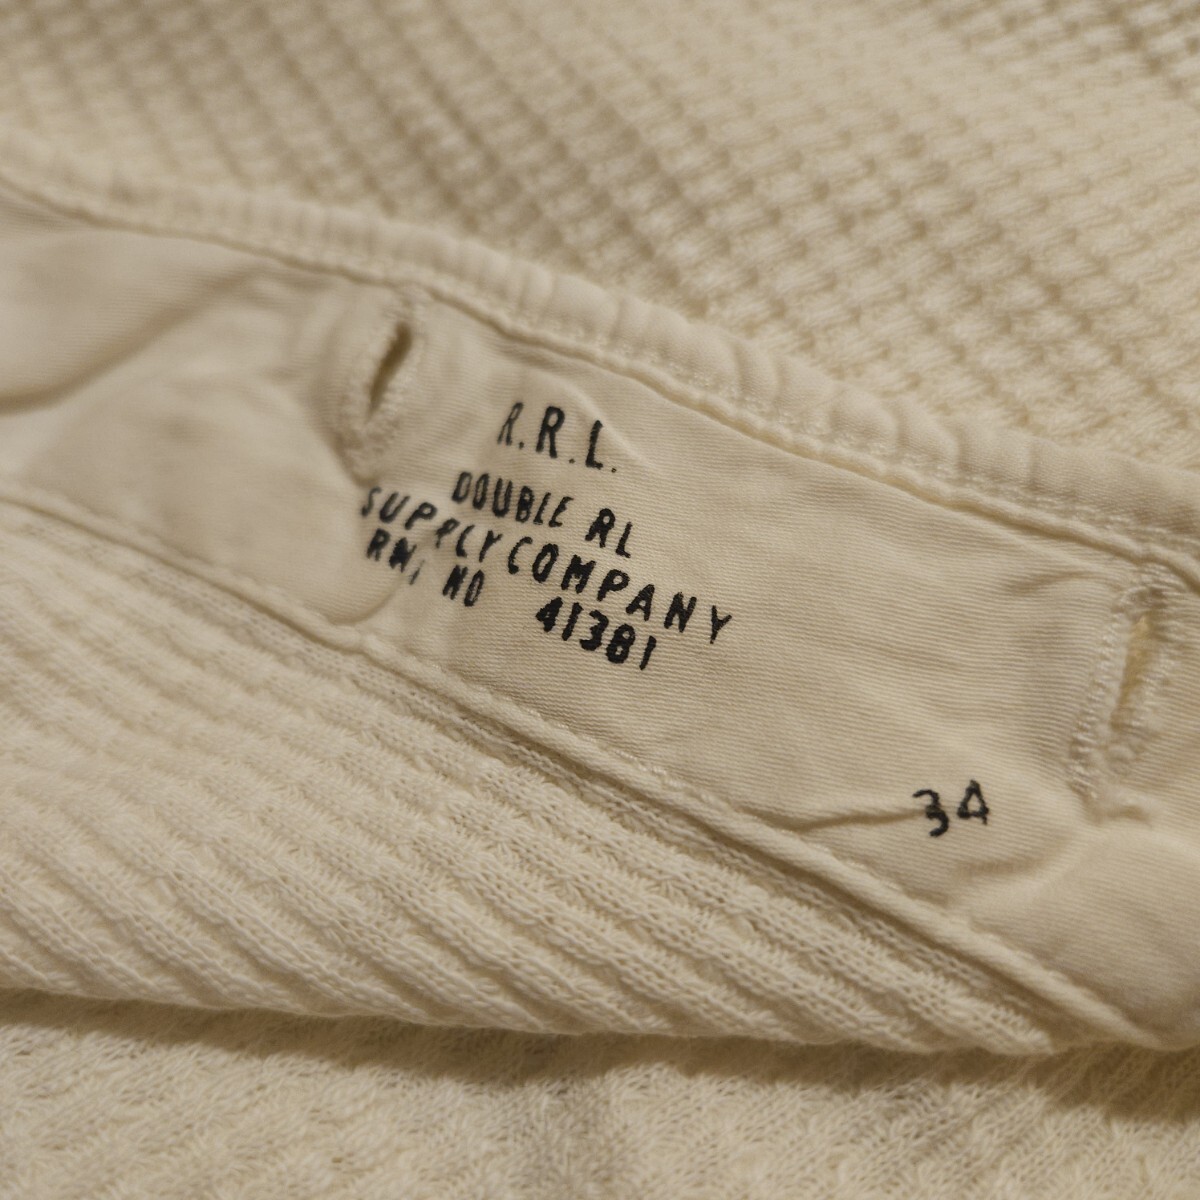 R.R.L.
DOUBLE RL
SUPPLY COMPANY
RN. NO 41381
34